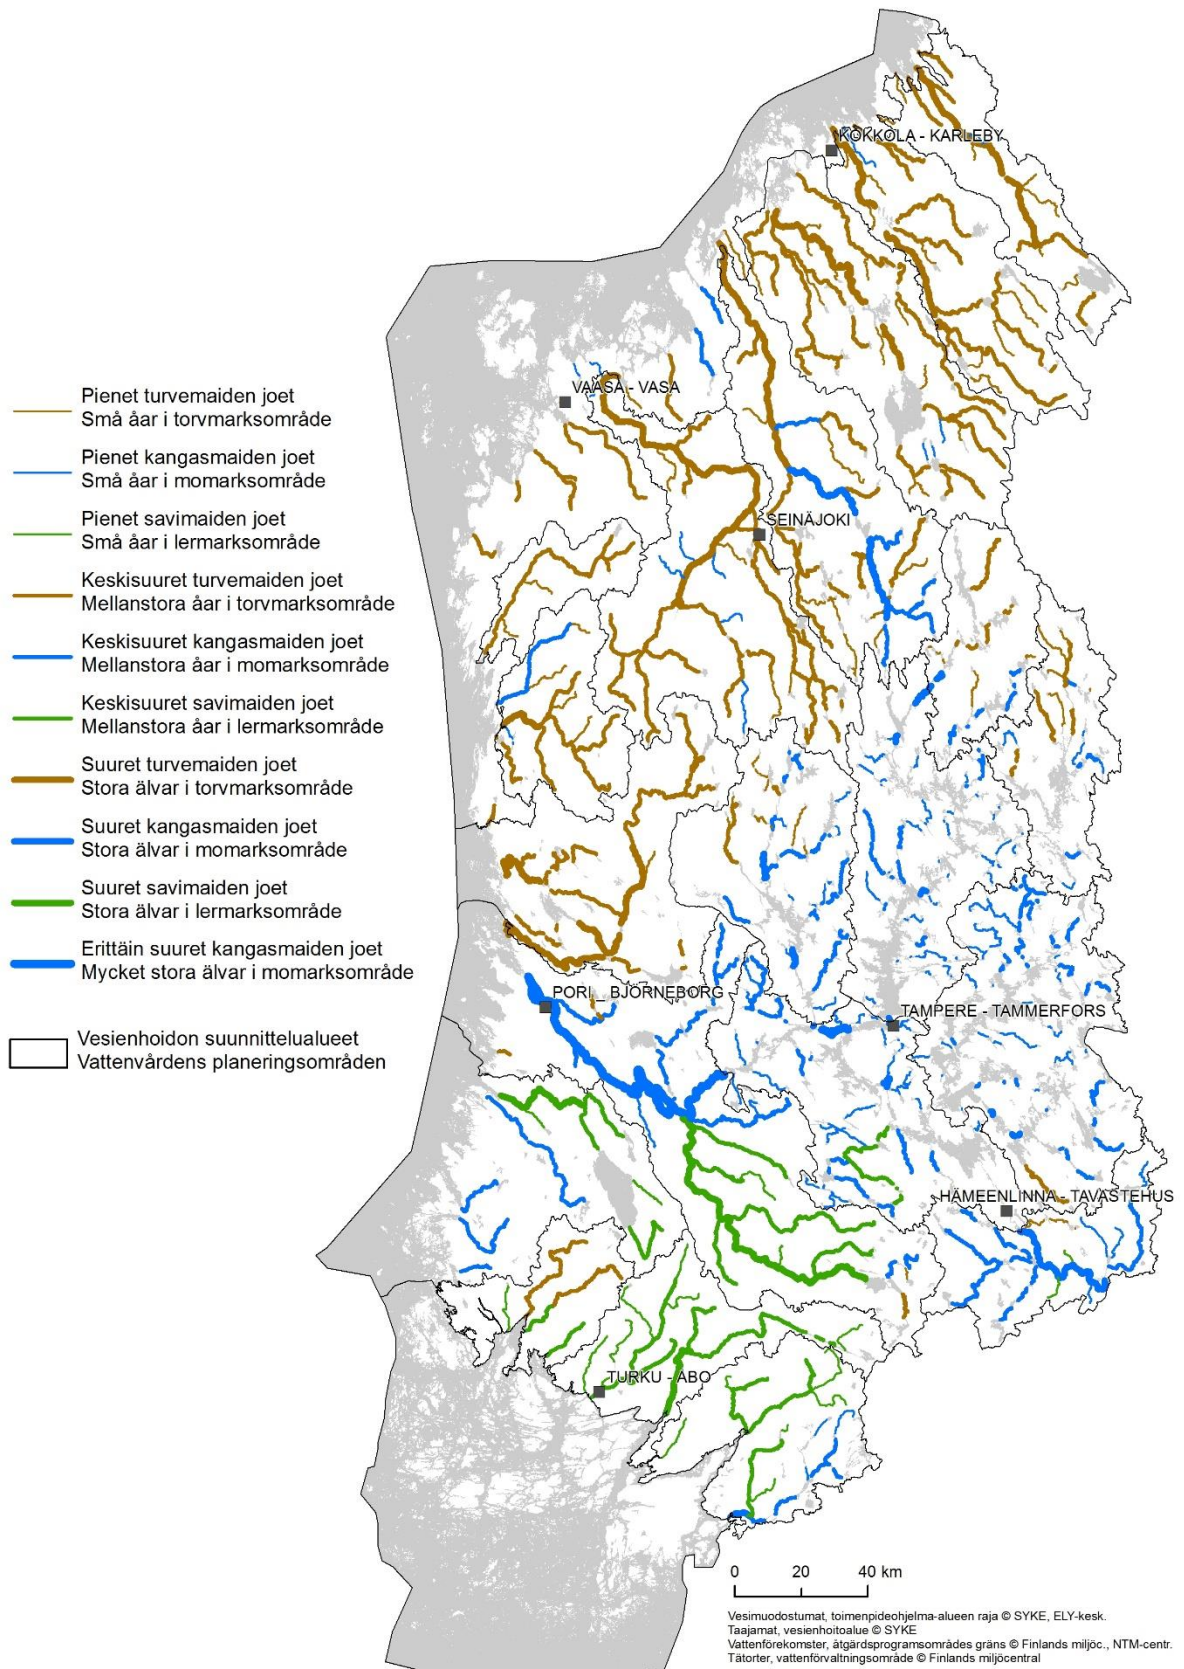 KOKKOLA - KARLEBY
VAASA - VASA
SEINÄJOKI
Pienet turvemaiden joet
Små åar i torvmarksområde
Pienet kangasmaiden joet
Små åar i momarksområde
Pienet savimaiden joet
Små åar i lermarksområde
Keskisuuret turvemaiden joet
Mellanstora åar i torvmarksområde
Keskisuuret kangasmaiden joet
Mellanstora åar i momarksområde
Keskisuuret savimaiden joet
Mellanstora åar i lermarksområde
Suuret turvemaiden joet
Stora älvar i torvmarksområde
Suuret kangasmaiden joet
Stora älvar i momarksområde
Suuret savimaiden joet
Stora älvar i lermarksområde
Erittäin suuret kangasmaiden joet
Mycket stora älvar i momarksområde
Vesienhoidon suunnittelualueet
Vattenvårdens planeringsområden
PORI - BJÖRNEBORG
TAMPERE - TAMMERFORS
HÄMEENLINNA - TAVASTEHUS
TURKU - ÅBO
0 20 40 km
Vesimuodostumat, toimenpideohjelma-alueen raja © SYKE, ELY-kesk.
Taajamat, vesienhoitoalue © SYKE
Vattenförekomster, åtgärdsprogramsområdes gräns © Finlands miljöc., NTM-centr.
Tätorter, vattenförvaltningsområde © Finlands miljöcentral